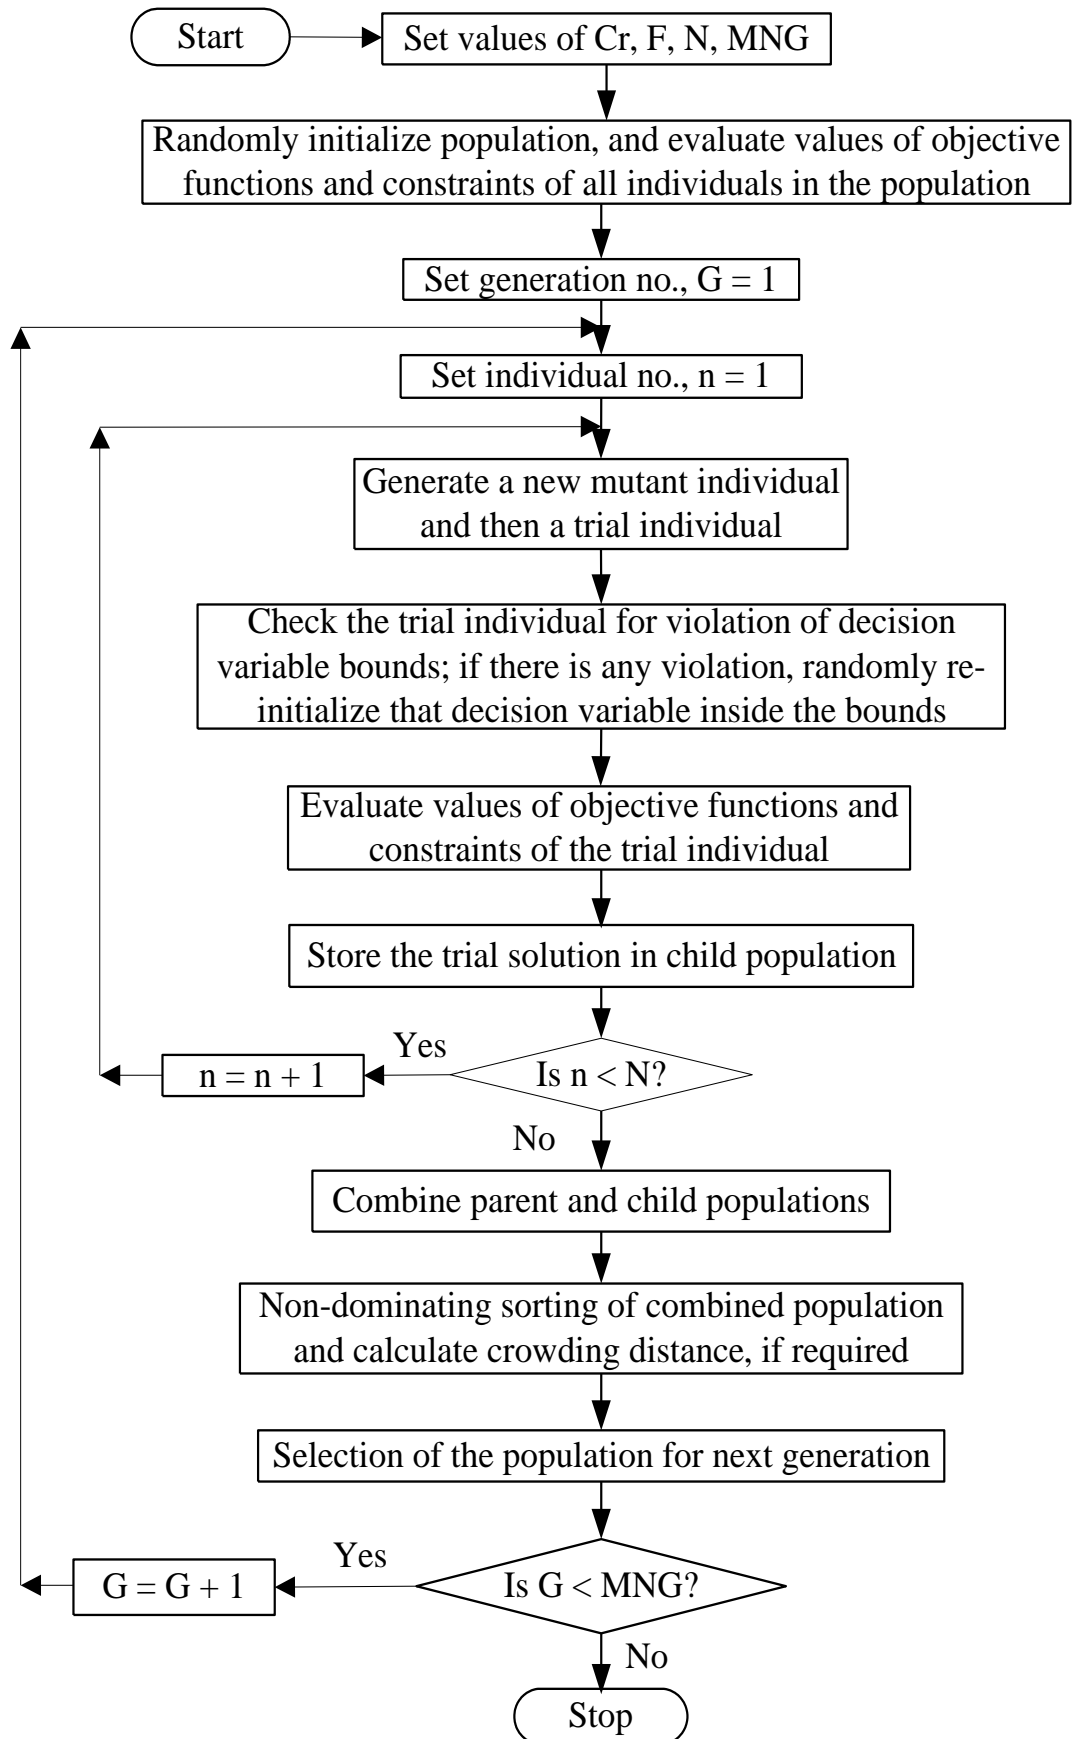 Start
Set values of Cr, F, N, MNG
Randomly initialize population, and evaluate values of objective
functions and constraints of all individuals in the population
Set generation no., G = 1
Set individual no., n = 1
Generate a new mutant individual
and then a trial individual
Check the trial individual for violation of decision
variable bounds; if there is any violation, randomly re-
initialize that decision variable inside the bounds
Evaluate values of objective functions and
constraints of the trial individual
Store the trial solution in child population
Yes
n = n + 1
Is n < N?
No
Combine parent and child populations
Non-dominating sorting of combined population
and calculate crowding distance, if required
Selection of the population for next generation
Yes
G = G + 1
Is G < MNG?
No
Stop